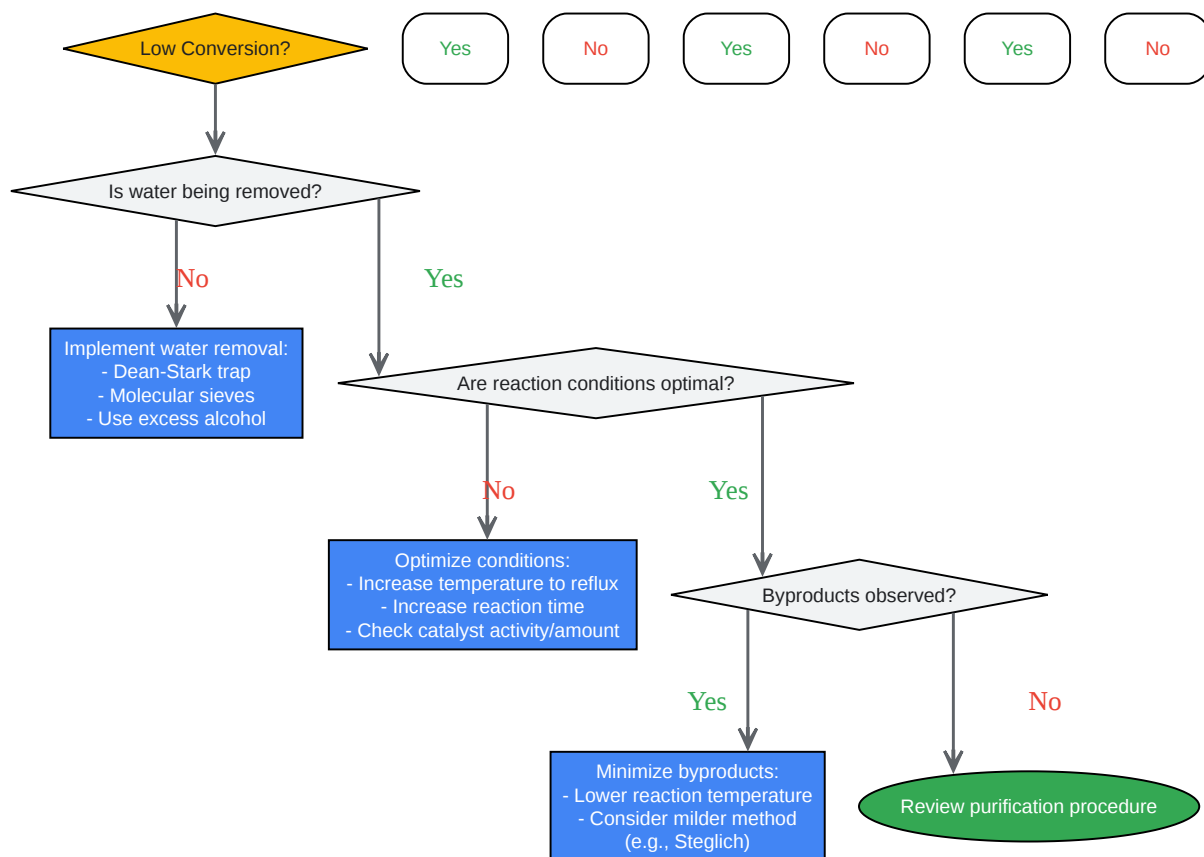 Low Conversion?
Yes
No
Yes
No
Yes
No
Is water being removed?
No
Yes
Implement water removal:
- Dean-Stark trap
- Molecular sieves
- Use excess alcohol
Are reaction conditions optimal?
No
Yes
Optimize conditions:
- Increase temperature to reflux
- Increase reaction time
- Check catalyst activity/amount
Byproducts observed?
Yes
No
Minimize byproducts:
- Lower reaction temperature
- Consider milder method
(e.g., Steglich)
Review purification procedure